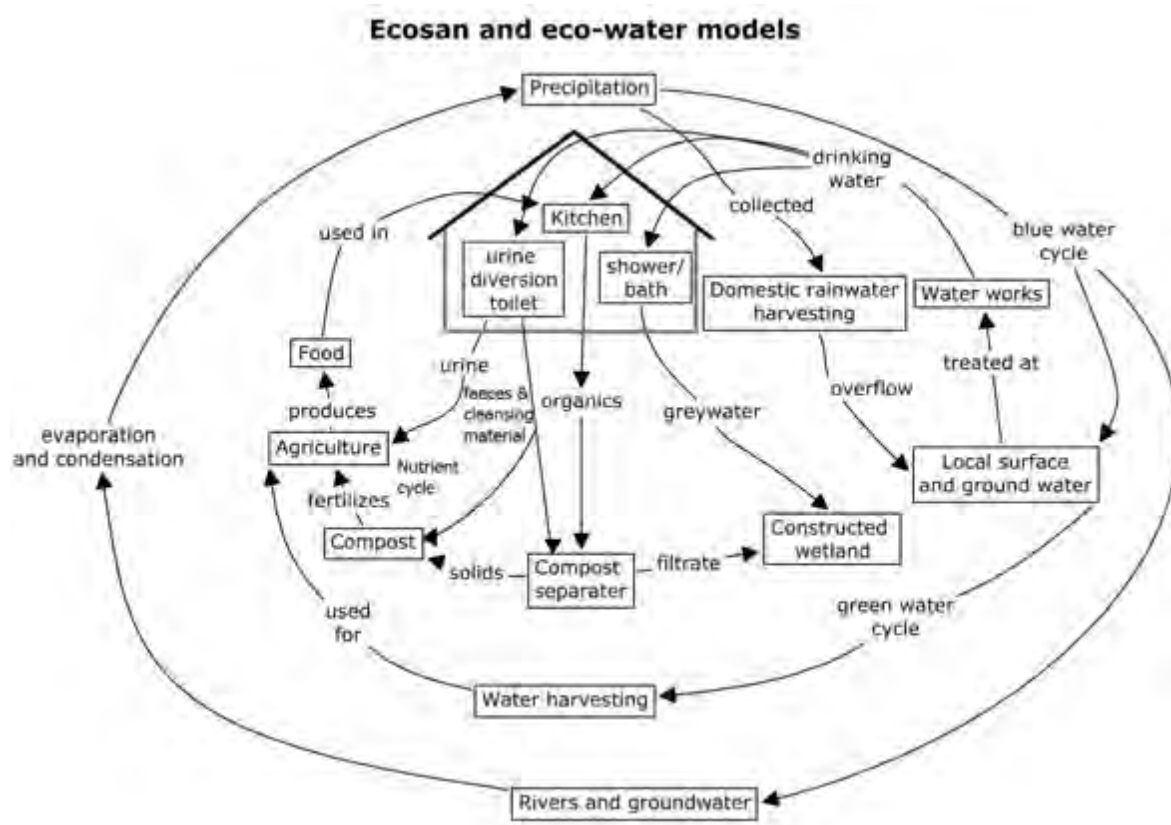 Ecosan and eco-water models
Precipitation
drinking
water
collected
blue water
cycle
used in
Kitchen
urine
diversion
toilet
shower/
bath
Domestic rainwater
harvesting
Water works
Food
urine
treated at
produces
faeces &
cleansing
material
organics
greywater
overflow
evaporation
and condensation
Agriculture
Nutrient
cycle
Local surface
and ground water
fertilizes
Compost
solids
Compost
separater
filtrate
Constructed
wetland
used
for
green water
cycle
Water harvesting
Rivers and groundwater